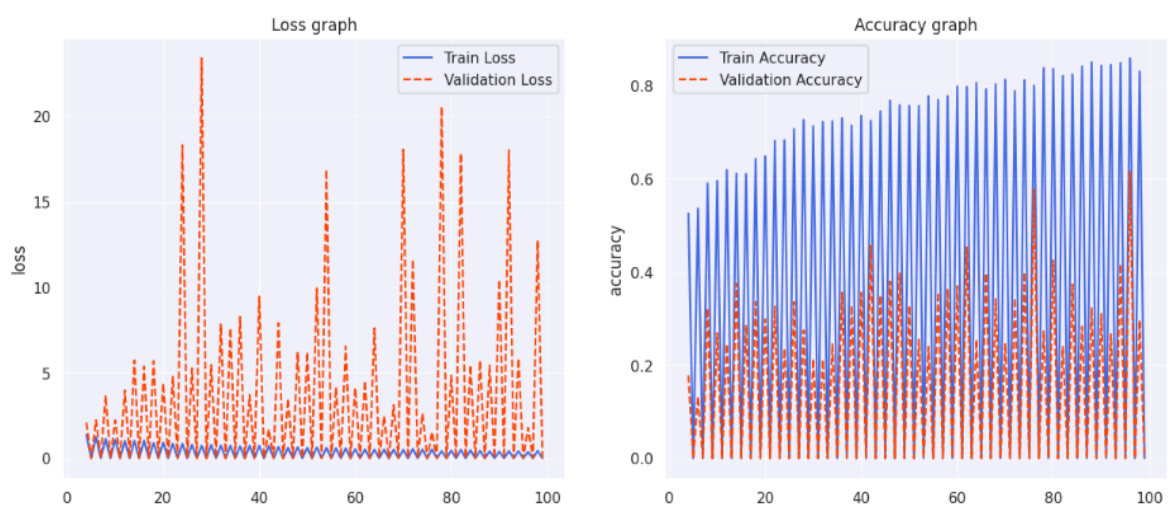 Loss graph
Train Loss
Validation Loss
20
15
10
5
0
loss
0 20 40 60 80 100
Accuracy graph
Train Accuracy
Validation Accuracy
0.8
0.6
0.4
0.2
0.0
accuracy
0 20 40 60 80 100